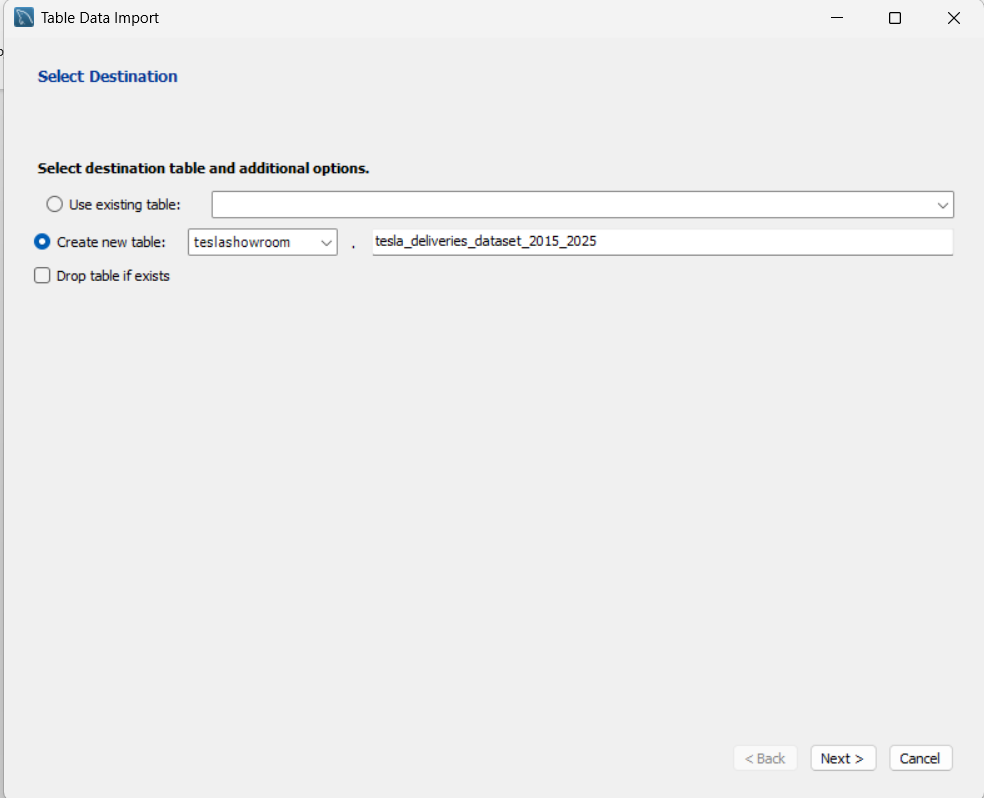 Table Data Import
Select Destination
Select destination table and additional options.
Use existing table:
Create new table: teslashowroom . tesla_deliveries_dataset_2015_2025
Drop table if exists
< Back Next > Cancel